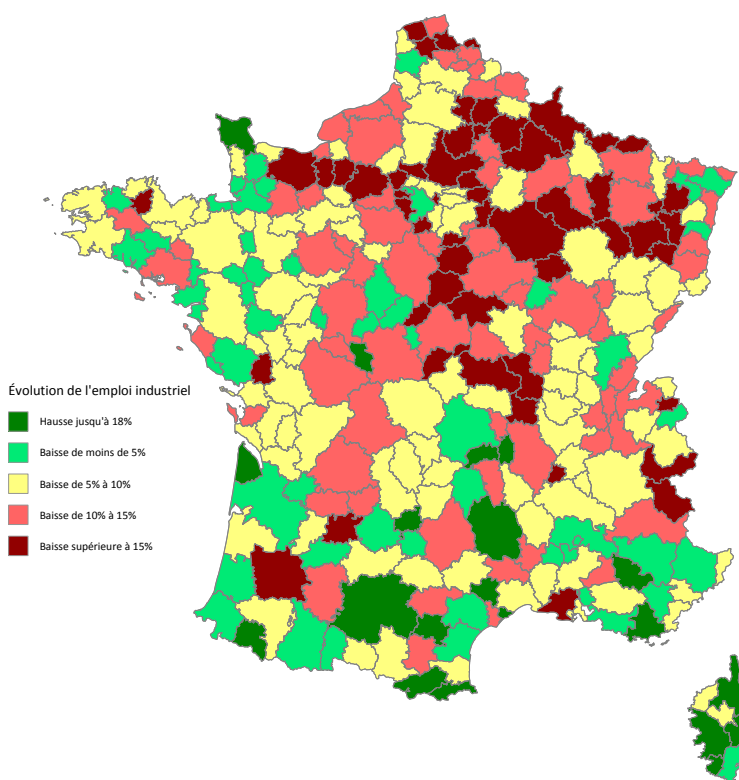 Évolution de l'emploi industriel
Hausse jusqu'à 18%
Baisse de moins de 5%
Baisse de 5% à 10%
Baisse de 10% à 15%
Baisse supérieure à 15%